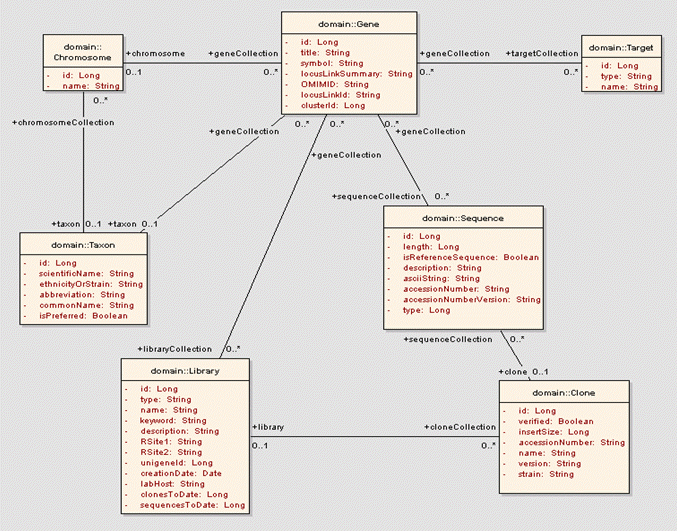 domain::
Chromosome
- id: Long
- name: String
+chromosome
0..1
+geneCollection
0..*
domain::Gene
- id: Long
- title: String
- symbol: String
- locusLinkSummary: String
- OMIMID: String
- locusLinkId: String
- clusterId: Long
+geneCollection
0..*
+targetCollection
0..*
domain::Target
- id: Long
- type: String
- name: String
0..*
+chromosomeCollection
+taxon 0..1
+geneCollection
0..*
+taxon 0..1
0..*
+geneCollection
0..*
+geneCollection
+sequenceCollection
0..*
domain::Taxon
- id: Long
- scientificName: String
- ethnicityOrStrain: String
- abbreviation: String
- commonName: String
- isPreferred: Boolean
domain::Sequence
- id: Long
- length: Long
- isReferenceSequence: Boolean
- description: String
- asciiString: String
- accessionNumber: String
- accessionNumberVersion: String
- type: Long
+sequenceCollection
0..*
+clone 0..1
+libraryCollection
0..*
domain::Library
- id: Long
- type: String
- name: String
- keyword: String
- description: String
- RSite1: String
- RSite2: String
- unigeneId: Long
- creationDate: Date
- labHost: String
- clonesToDate: Long
- sequencesToDate: Long
+library
0..1
+cloneCollection
0..*
domain::Clone
- id: Long
- verified: Boolean
- insertSize: Long
- accessionNumber: String
- name: String
- version: String
- strain: String